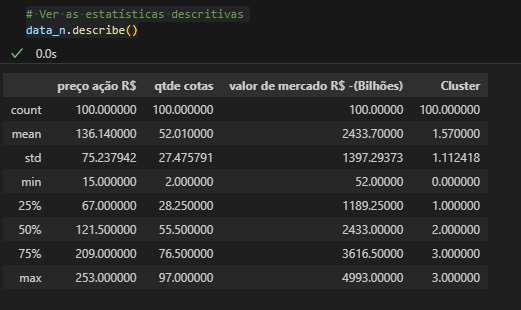 # Ver as estatísticas descritivas
data_n.describe()
0.0s
preço ação R$ qtde cotas valor de mercado R$ -(Bilhões) Cluster
count 100.000000 100.000000 100.00000 100.000000
mean 136.140000 52.010000 2433.70000 1.570000
std 75.237942 27.475791 1397.29373 1.112418
min 15.000000 2.000000 52.00000 0.000000
25% 67.000000 28.250000 1189.25000 1.000000
50% 121.500000 55.500000 2433.00000 2.000000
75% 209.000000 76.500000 3616.50000 3.000000
max 253.000000 97.000000 4993.00000 3.000000